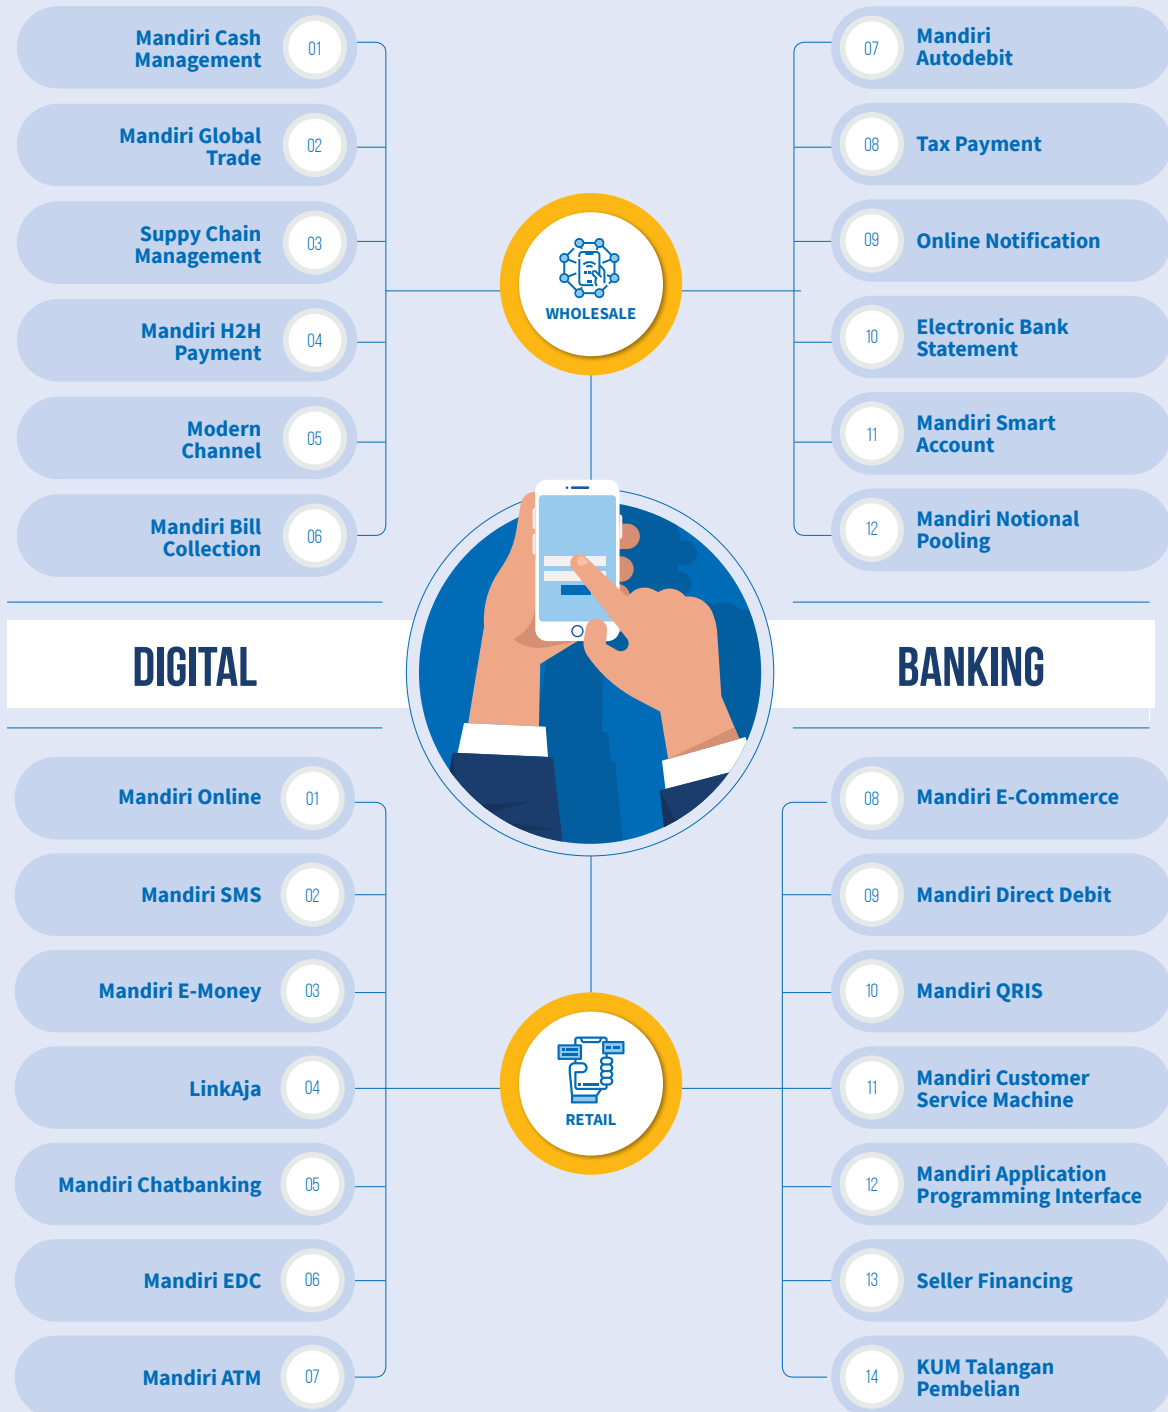 Mandiri Cash
Management
01
Mandiri Global
Trade
02
Suppy Chain
Management
03
Mandiri H2H
Payment
04
Modern
Channel
05
Mandiri Bill
Collection
06
WHOLESALE
07
Mandiri
Autodebit
08
Tax Payment
09
Online Notification
10
Electronic Bank
Statement
11
Mandiri Smart
Account
12
Mandiri Notional
Pooling
DIGITAL
BANKING
Mandiri Online
01
Mandiri SMS
02
Mandiri E-Money
03
LinkAja
04
Mandiri Chatbanking
05
Mandiri EDC
06
Mandiri ATM
07
RETAIL
08
Mandiri E-Commerce
09
Mandiri Direct Debit
10
Mandiri QRIS
11
Mandiri Customer
Service Machine
12
Mandiri Application
Programming Interface
13
Seller Financing
14
KUM Talangan
Pembelian